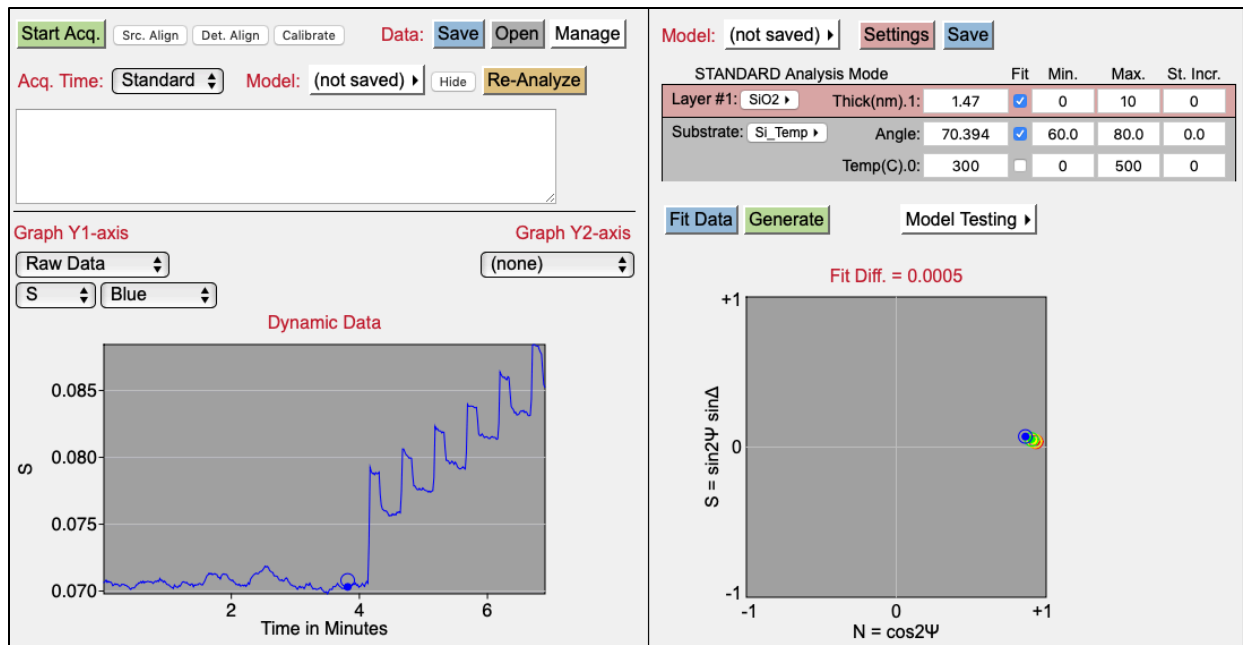 Start Acq. Src. Align Det. Align Calibrate Data: Save Open Manage
Acq. Time: Standard Model: (not saved) Hide Re-Analyze
Graph Y1-axis Graph Y2-axis
Raw Data (none)
S Blue
Dynamic Data
0.085
0.080
0.075
0.070
S
2 4 6
Time in Minutes
Model: (not saved) Settings Save
STANDARD Analysis Mode Fit Min. Max. St. Incr.
Layer #1: SiO2 Thick(nm).1: 1.47 0 10 0
Substrate: Si_Temp Angle: 70.394 60.0 80.0 0.0
Temp(C).0: 300 0 500 0
Fit Data Generate Model Testing
Fit Diff. = 0.0005
+1
0
-1
S = sin2Ψ sinΔ
-1 0 +1
N = cos2Ψ